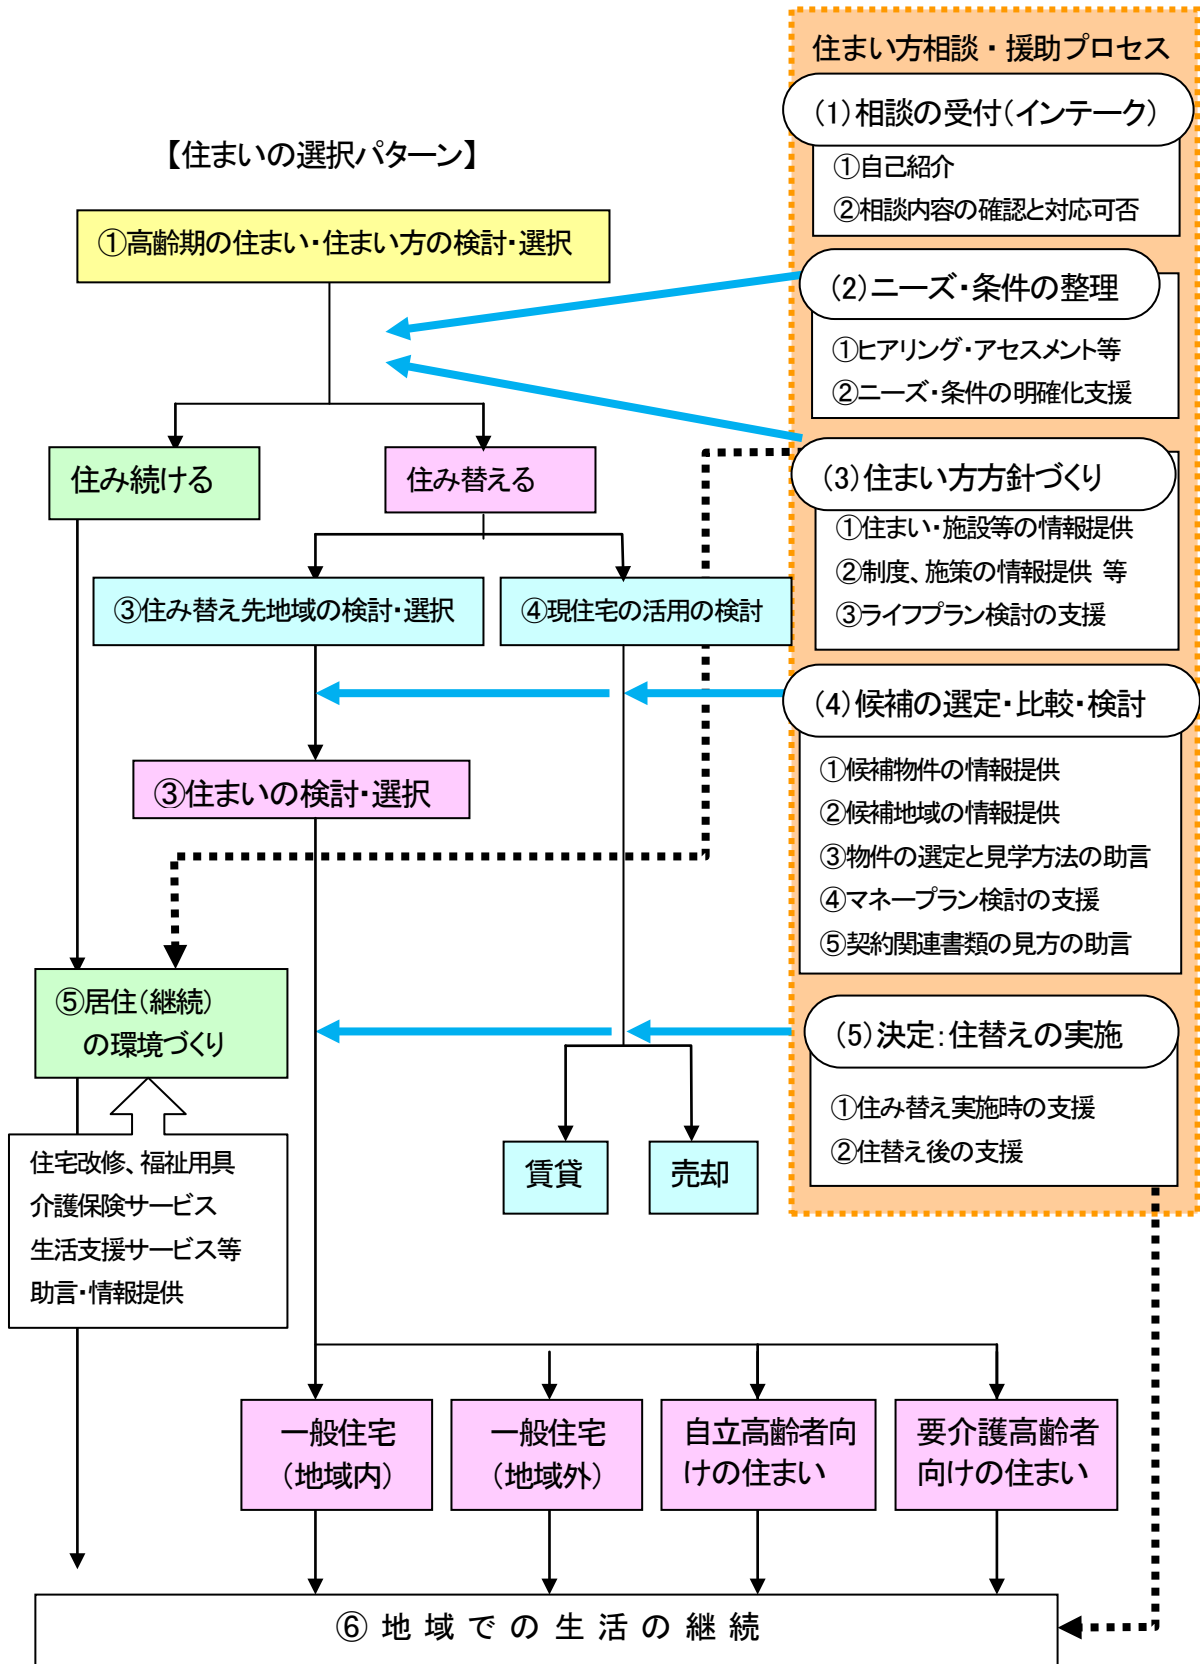 【住まいの選択パターン】
①高齢期の住まい・住まい方の検討・選択
住み続ける
住み替える
③住み替え先地域の検討・選択
④現住宅の活用の検討
③住まいの検討・選択
⑤居住(継続)
の環境づくり
住宅改修、福祉用具
介護保険サービス
生活支援サービス等
助言・情報提供
賃貸
売却
一般住宅
(地域内)
一般住宅
(地域外)
自立高齢者向
けの住まい
要介護高齢者
向けの住まい
⑥地域での生活の継続
住まい方相談・援助プロセス
(1)相談の受付(インテーク)
①自己紹介
②相談内容の確認と対応可否
(2)ニーズ・条件の整理
①ヒアリング・アセスメント等
②ニーズ・条件の明確化支援
(3)住まい方方針づくり
①住まい・施設等の情報提供
②制度、施策の情報提供 等
③ライフプラン検討の支援
(4)候補の選定・比較・検討
①候補物件の情報提供
②候補地域の情報提供
③物件の選定と見学方法の助言
④マネープラン検討の支援
⑤契約関連書類の見方の助言
(5)決定:住替えの実施
①住み替え実施時の支援
②住替え後の支援